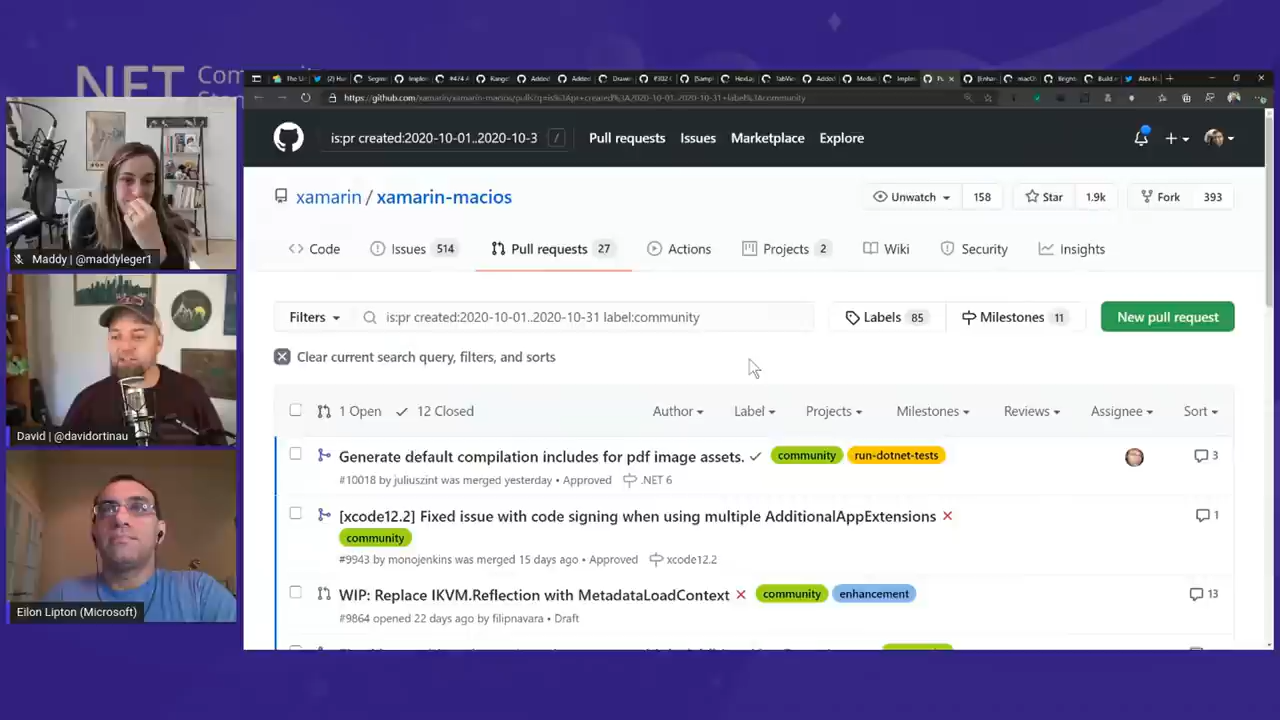 .NET Com
Maddy | @maddyleger1
David | @davidortinau
Eilon Lipton (Microsoft)
https://github.com/xamarin/xamarin-macios/pulls?q=is%3Apr+created%3A2020-10-01..2020-10-31+label%3Acommunity
is:pr created:2020-10-01..2020-10-3
/
Pull requests
Issues
Marketplace
Explore
xamarin / xamarin-macios
Unwatch 158
Star 1.9k
Fork 393
Code
Issues 514
Pull requests 27
Actions
Projects 2
Wiki
Security
Insights
Filters
is:pr created:2020-10-01..2020-10-31 label:community
Labels 85
Milestones 11
New pull request
Clear current search query, filters, and sorts
1 Open
12 Closed
Author
Label
Projects
Milestones
Reviews
Assignee
Sort
Generate default compilation includes for pdf image assets. community run-dotnet-tests 3
#10018 by juliuszint was merged yesterday • Approved .NET 6
[xcode12.2] Fixed issue with code signing when using multiple AdditionalAppExtensions 1
community
#9943 by monojenkins was merged 15 days ago • Approved xcode12.2
WIP: Replace IKVM.Reflection with MetadataLoadContext community enhancement 13
#9864 opened 22 days ago by filipnavara • Draft